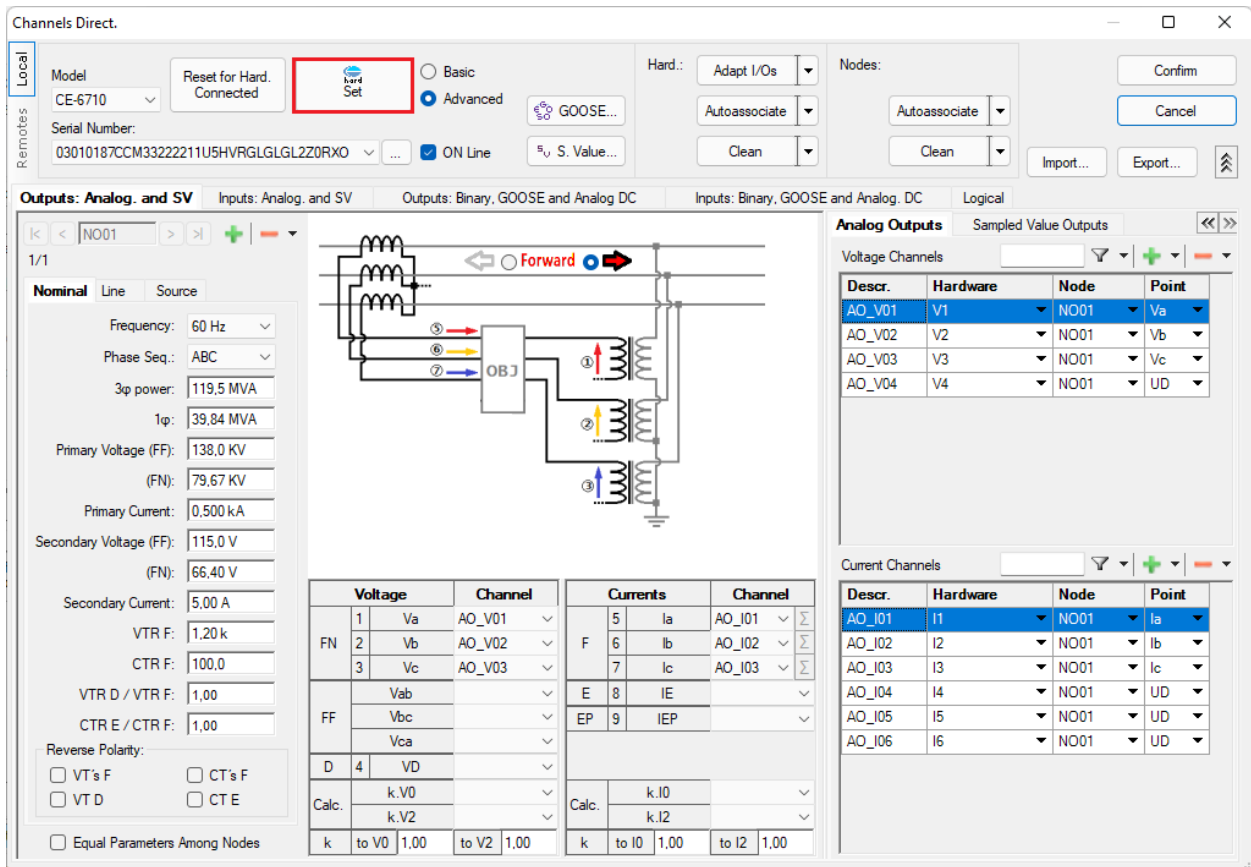 Channels Direct.
Local
Remotes
Model
CE-6710
Reset for Hard. Connected
hard
Set
Basic
Advanced
Serial Number:
03010187CCM33222211U5HVRGLGLGL2Z0RXO
...
ON Line
GOOSE...
S. Value...
Hard.:
Adapt I/Os
Autoassociate
Clean
Nodes:
Autoassociate
Clean
Confirm
Cancel
Import...
Export...
Outputs: Analog. and SV
Inputs: Analog. and SV
Outputs: Binary, GOOSE and Analog DC
Inputs: Binary, GOOSE and Analog. DC
Logical
NO01
1/1
Nominal
Line
Source
Frequency: 60 Hz
Phase Seq.: ABC
3φ power: 119,5 MVA
1φ: 39,84 MVA
Primary Voltage (FF): 138,0 KV
(FN): 79,67 KV
Primary Current: 0,500 kA
Secondary Voltage (FF): 115,0 V
(FN): 66,40 V
Secondary Current: 5,00 A
VTR F: 1,20 k
CTR F: 100,0
VTR D / VTR F: 1,00
CTR E / CTR F: 1,00
Reverse Polarity:
VT's F
CT's F
VT D
CT E
Equal Parameters Among Nodes
Forward
⑤
⑥
⑦
OBJ
①
②
③
Voltage Channel
FN
1 Va AO_V01
2 Vb AO_V02
3 Vc AO_V03
FF
Vab
Vbc
Vca
D 4 VD
Calc.
k.V0
k.V2
k to V0 1,00 to V2 1,00
Currents Channel
F
5 Ia AO_I01 Σ
6 Ib AO_I02 Σ
7 Ic AO_I03 Σ
E 8 IE
EP 9 IEP
Calc.
k.I0
k.I2
k to I0 1,00 to I2 1,00
Analog Outputs
Sampled Value Outputs
Voltage Channels
Descr. Hardware Node Point
AO_V01 V1 NO01 Va
AO_V02 V2 NO01 Vb
AO_V03 V3 NO01 Vc
AO_V04 V4 NO01 UD
Current Channels
Descr. Hardware Node Point
AO_I01 I1 NO01 Ia
AO_I02 I2 NO01 Ib
AO_I03 I3 NO01 Ic
AO_I04 I4 NO01 UD
AO_I05 I5 NO01 UD
AO_I06 I6 NO01 UD